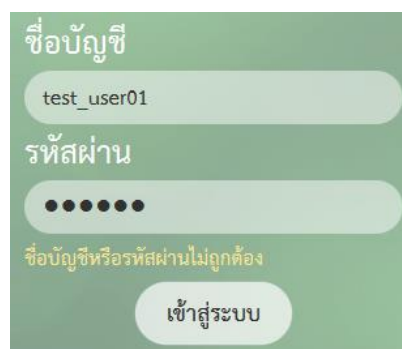 ชื่อบัญชี
test_user01
รหัสผ่าน
●●●●●●
ชื่อบัญชีหรือรหัสผ่านไม่ถูกต้อง
เข้าสู่ระบบ